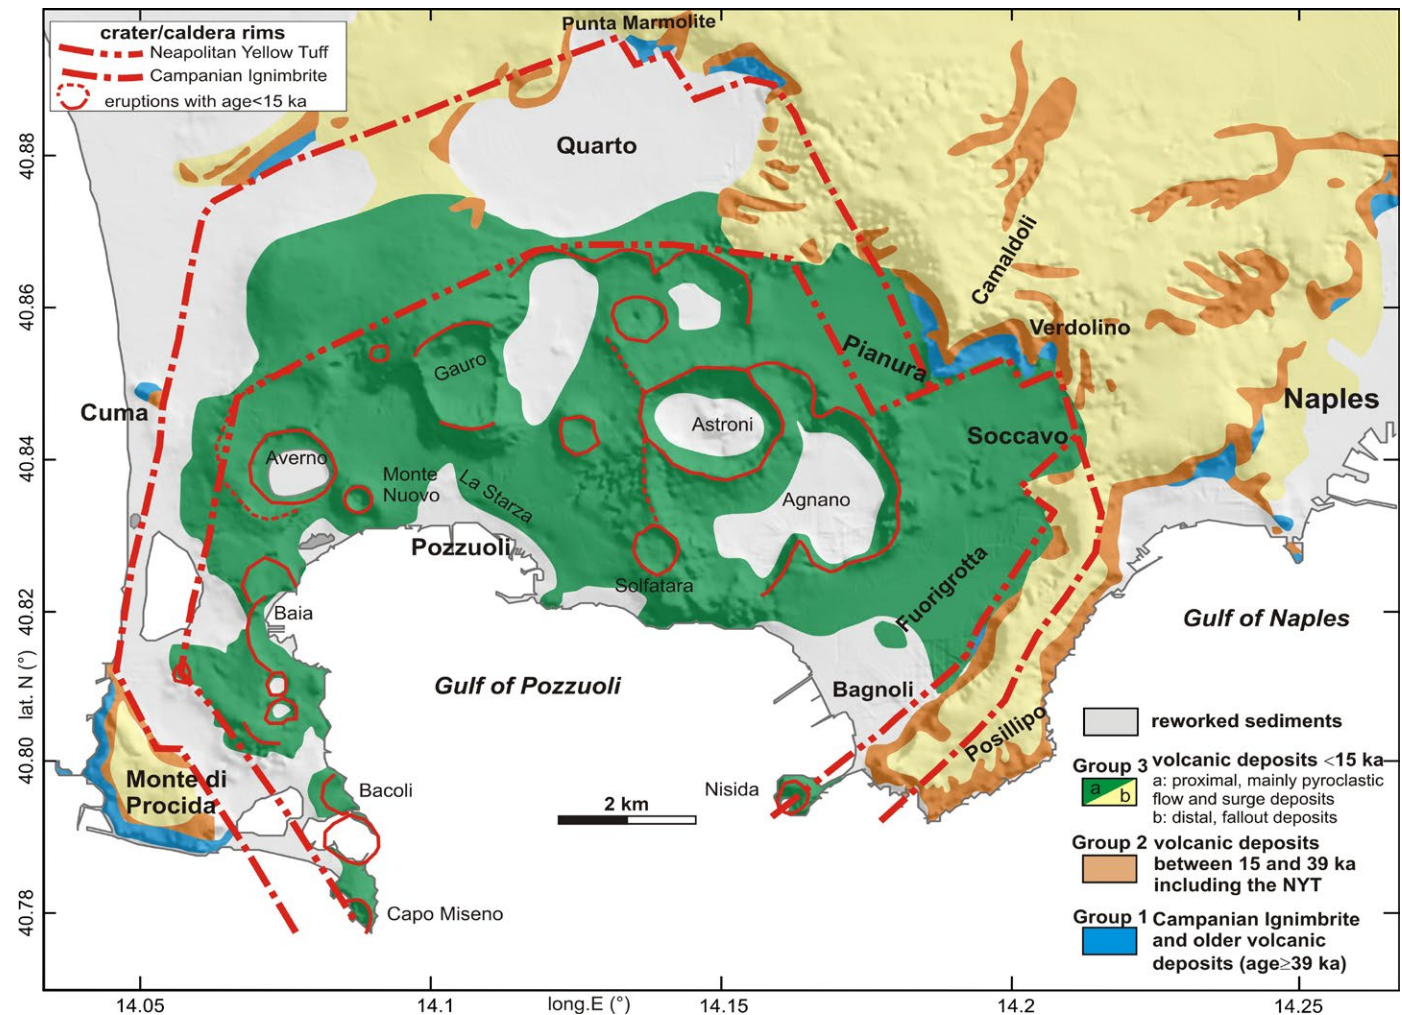 crater/caldera rims
Neapolitan Yellow Tuff
Campanian Ignimbrite
eruptions with age<15 ka
Punta Marmolite
Quarto
Camaldoli
Verdolino
Pianura
Gauro
Cuma
Naples
Astroni
Soccavo
Averno
Monte
Nuovo
La Starza
Agnano
Pozzuoli
Solfatara
Fuorigrotta
Baia
Gulf of Naples
Gulf of Pozzuoli
Bagnoli
Posillipo
Monte di
Procida
Bacoli
Nisida
2 km
Capo Miseno
reworked sediments
Group 3 volcanic deposits <15 ka
a b
a: proximal, mainly pyroclastic
flow and surge deposits
b: distal, fallout deposits
Group 2 volcanic deposits
between 15 and 39 ka
including the NYT
Group 1 Campanian Ignimbrite
and older volcanic
deposits (age≥39 ka)
40.88
40.86
40.84
40.82
lat. N (°)
40.80
40.78
14.05
14.1
long.E (°)
14.15
14.2
14.25